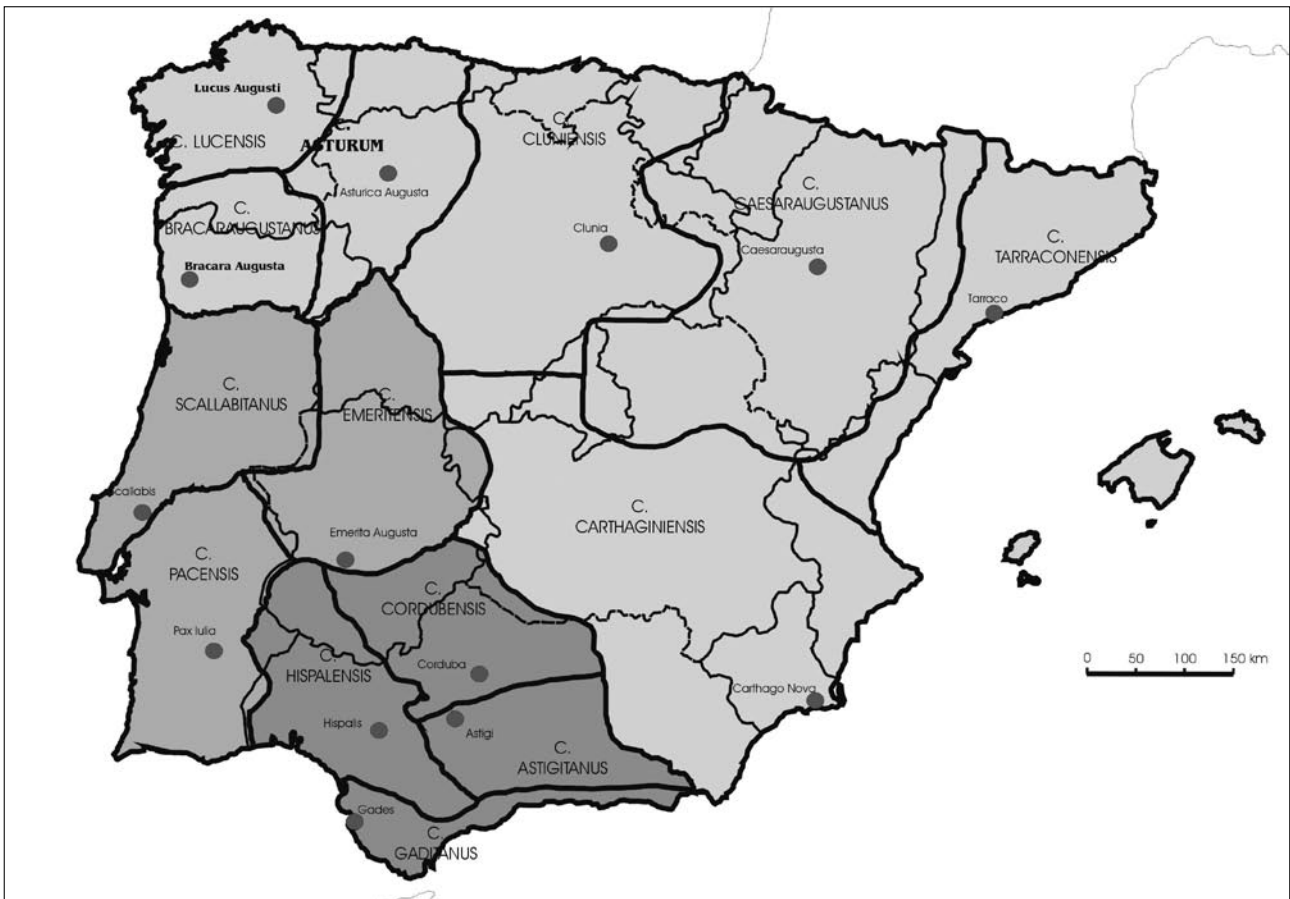 Lucus Augusti
C. LUCENSIS
C.
ASTURUM
Asturica Augusta
C.
BRACARAUGUSTANUS
Bracara Augusta
C.
CLUNIENSIS
Clunia
C.
CAESARAUGUSTANUS
Caesaraugusta
C.
TARRACONENSIS
Tarraco
C.
SCALLABITANUS
Scallabis
C.
EMERITENSIS
Emerita Augusta
C.
CARTHAGINIENSIS
Carthago Nova
C.
PACENSIS
Pax Iulia
C.
CORDUBENSIS
Corduba
C.
HISPALENSIS
Hispalis
Astigi
C.
ASTIGITANUS
Gades
C.
GADITANUS
0 50 100 150 km